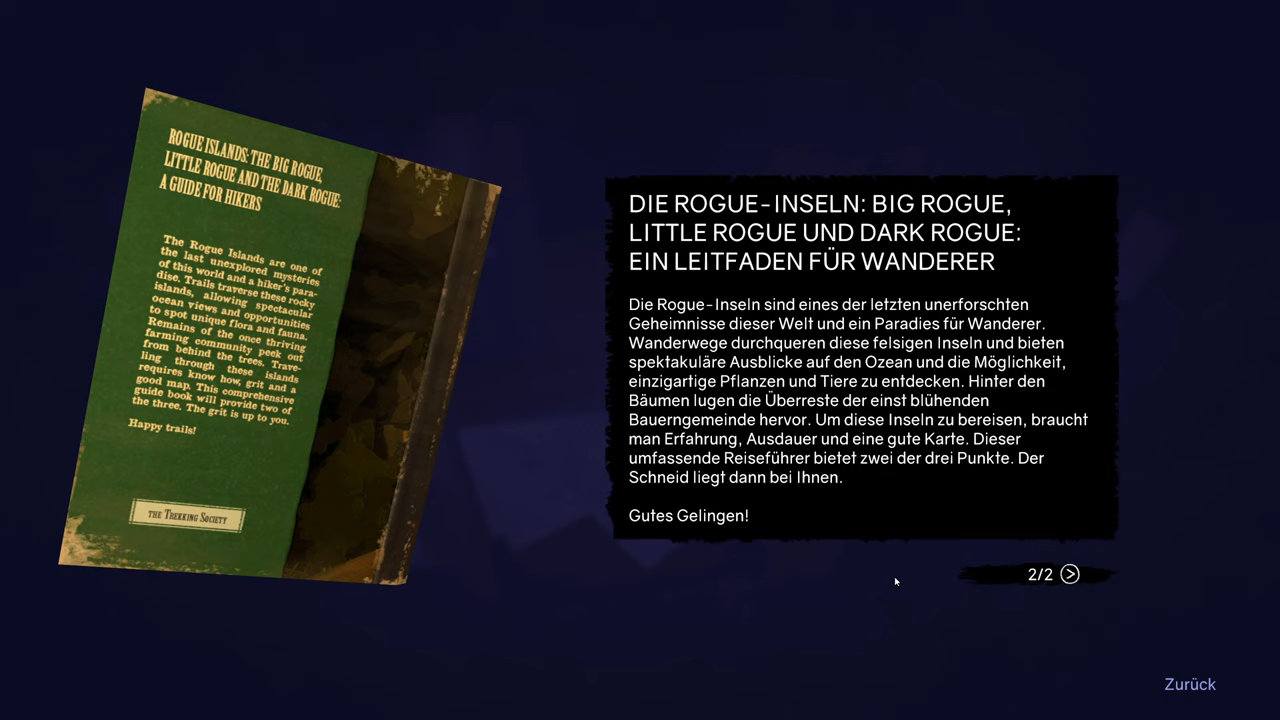 ROGUE ISLANDS: THE BIG ROGUE,
LITTLE ROGUE AND THE DARK ROGUE:
A GUIDE FOR HIKERS
The Rogue Islands are one of
the last unexplored mysteries
of this world and a hiker's para-
dise. Trails traverse these rocky
islands, allowing spectacular
ocean views and opportunities
to spot unique flora and fauna.
Remains of the once thriving
farming community peek out
from behind the trees. Trave-
ling through these islands
requires know how, grit and a
good map. This comprehensive
guide book will provide two of
the three. The grit is up to you.
Happy trails!
THE TREKKING SOCIETY
DIE ROGUE-INSELN: BIG ROGUE,
LITTLE ROGUE UND DARK ROGUE:
EIN LEITFADEN FÜR WANDERER
Die Rogue-Inseln sind eines der letzten unerforschten
Geheimnisse dieser Welt und ein Paradies für Wanderer.
Wanderwege durchqueren diese felsigen Inseln und bieten
spektakuläre Ausblicke auf den Ozean und die Möglichkeit,
einzigartige Pflanzen und Tiere zu entdecken. Hinter den
Bäumen lugen die Überreste der einst blühenden
Bauerngemeinde hervor. Um diese Inseln zu bereisen, braucht
man Erfahrung, Ausdauer und eine gute Karte. Dieser
umfassende Reiseführer bietet zwei der drei Punkte. Der
Schneid liegt dann bei Ihnen.
Gutes Gelingen!
2/2
Zurück